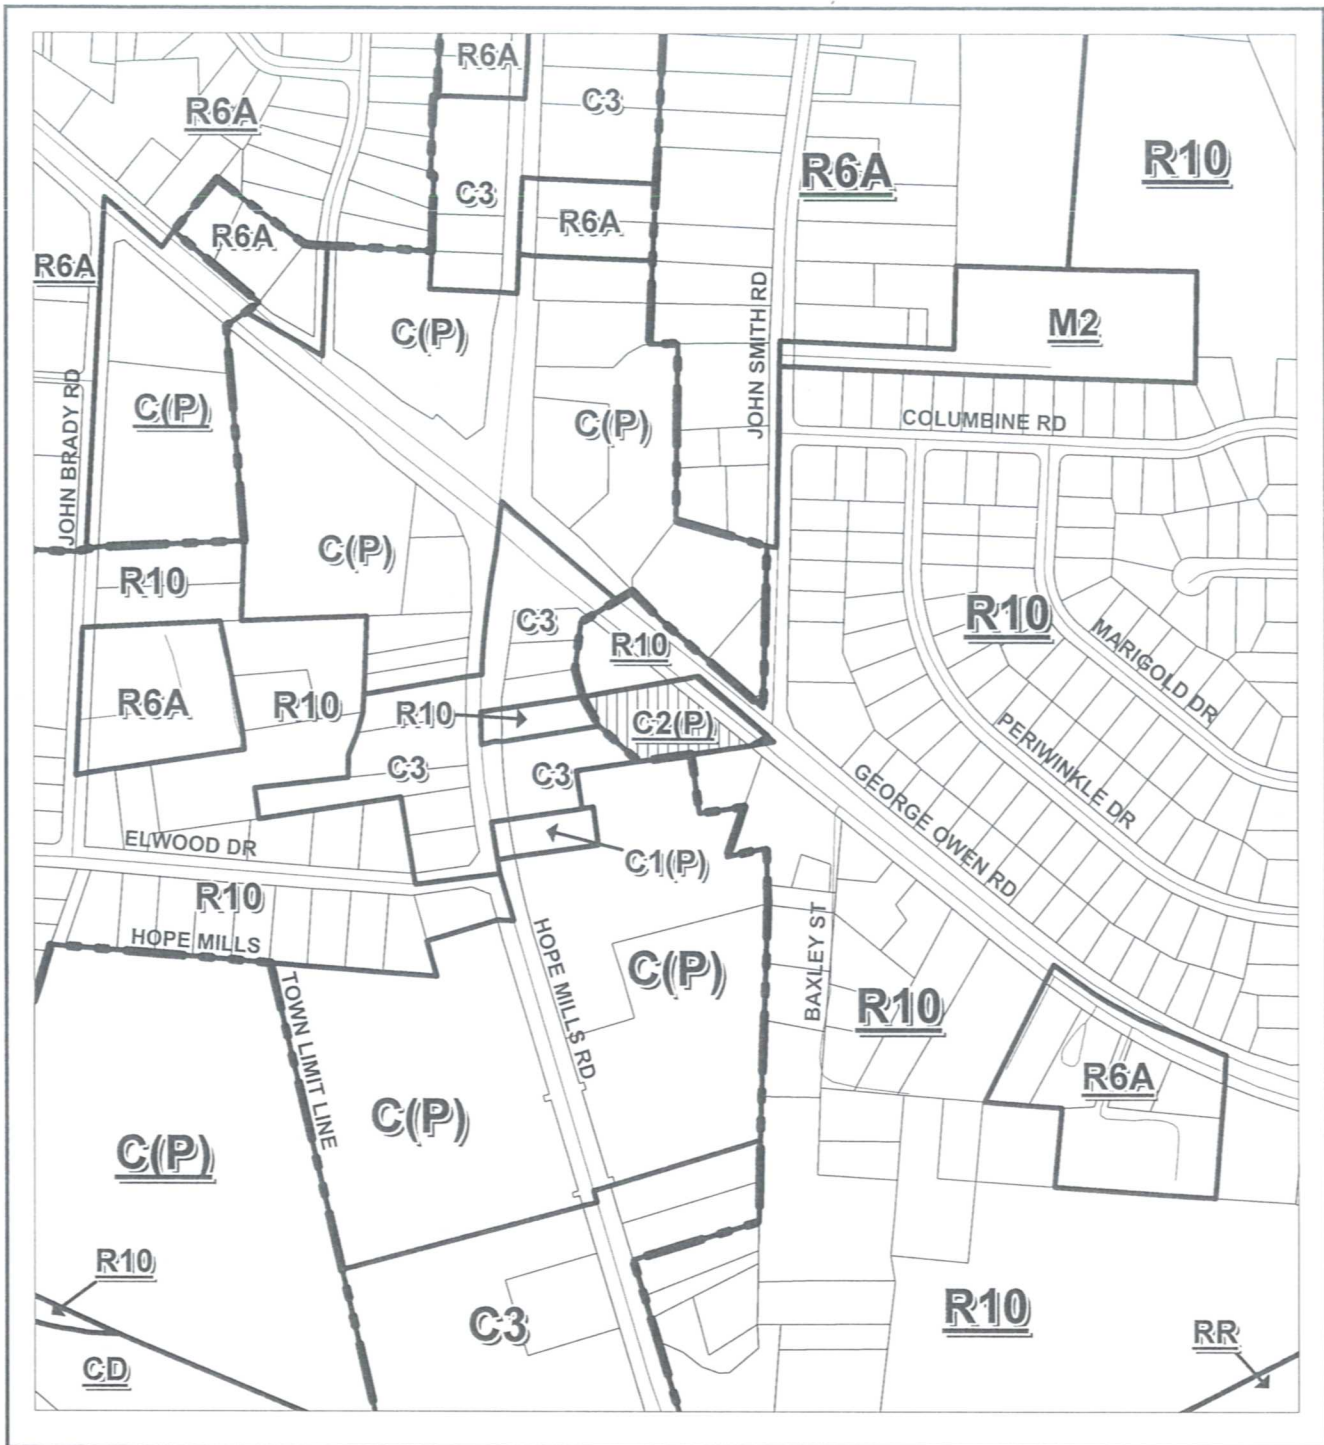 R6A
C3
R6A
R10
R6A
C3
R6A
R6A
R6A
JOHN SMITH RD
M2
C(P)
JOHN BRADY RD
C(P)
C(P)
COLUMBINE RD
C(P)
R10
C3
R10
R10
MARIGOLD DR
R6A
R10
R10
C2(P)
PERIWINKLE DR
C3
C3
GEORGE OWEN RD
ELWOOD DR
C1(P)
R10
HOPE MILLS
TOWN LIMIT LINE
HOPE MILLS RD
C(P)
BAXLEY ST
R10
R6A
C(P)
C(P)
R10
C3
R10
RR
CD